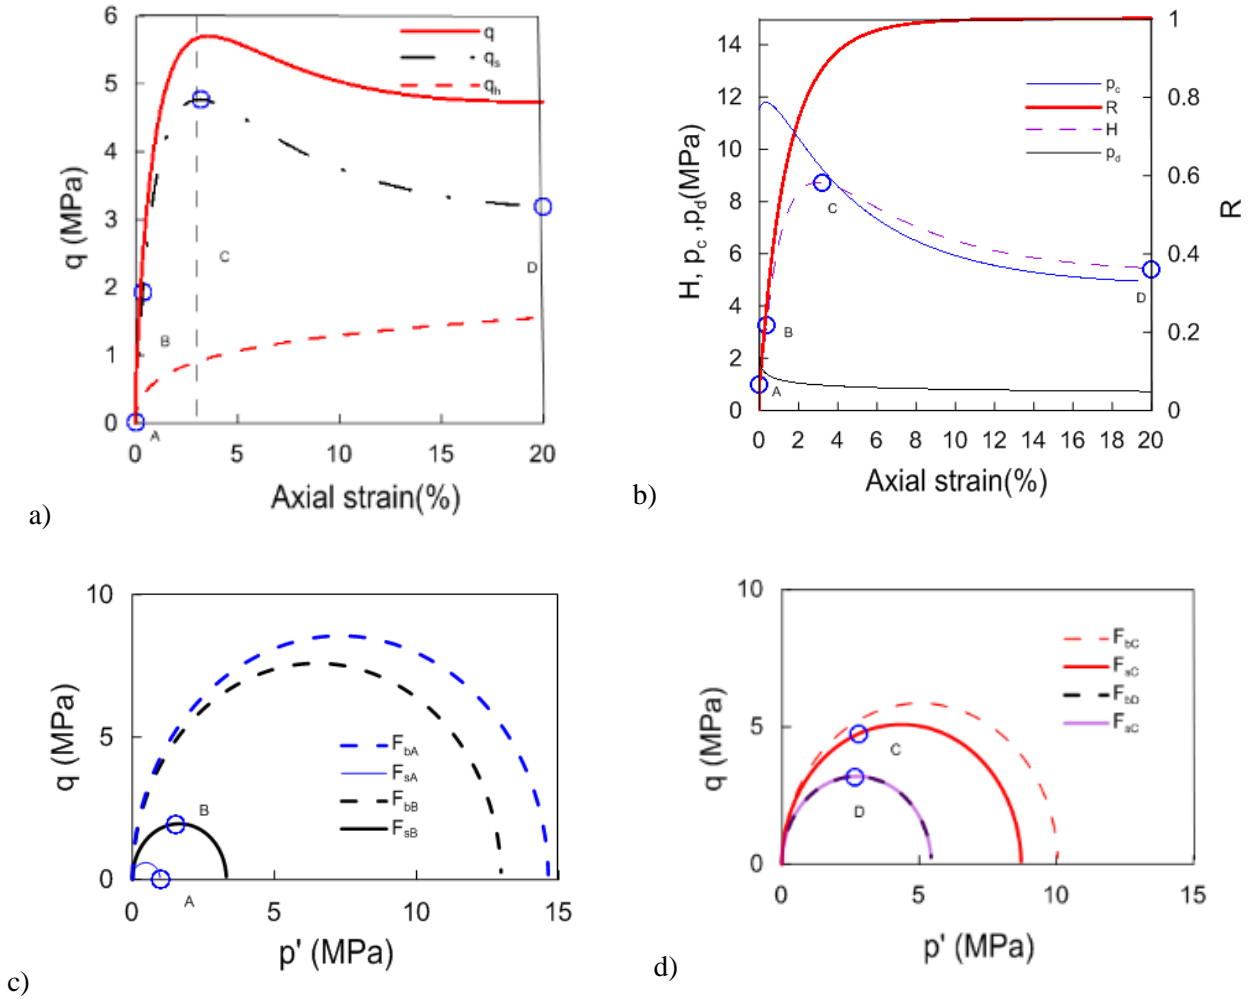 6
5
4
3
2
1
0
q (MPa)
q
qs
qh
A
B
C
D
0
5
10
15
20
Axial strain(%)
a)
14
12
10
8
6
4
2
0
H, pc ,pd(MPa)
1
0.8
0.6
0.4
0.2
0
R
pc
R
H
pd
A
B
C
D
0 2 4 6 8 10 12 14 16 18 20
Axial strain(%)
b)
10
5
0
q (MPa)
FbA
FsA
FbB
FsB
B
A
0 5 10 15
p' (MPa)
c)
10
5
0
q (MPa)
FbC
FsC
FbD
FsC
C
D
0 5 10 15
p' (MPa)
d)